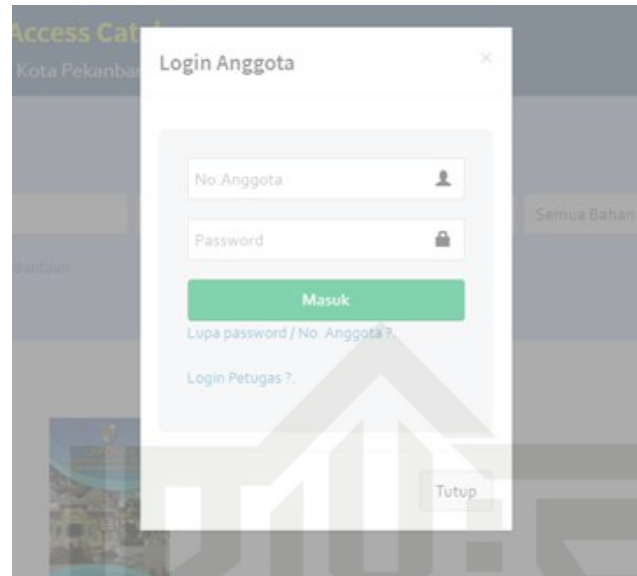 Access Cat
Kota Pekanbar
Login Anggota
×
No.Anggota
Password
Semua Bahan
Bantuan
Masuk
Lupa password / No. Anggota ?.
Login Petugas ?.
Tutup